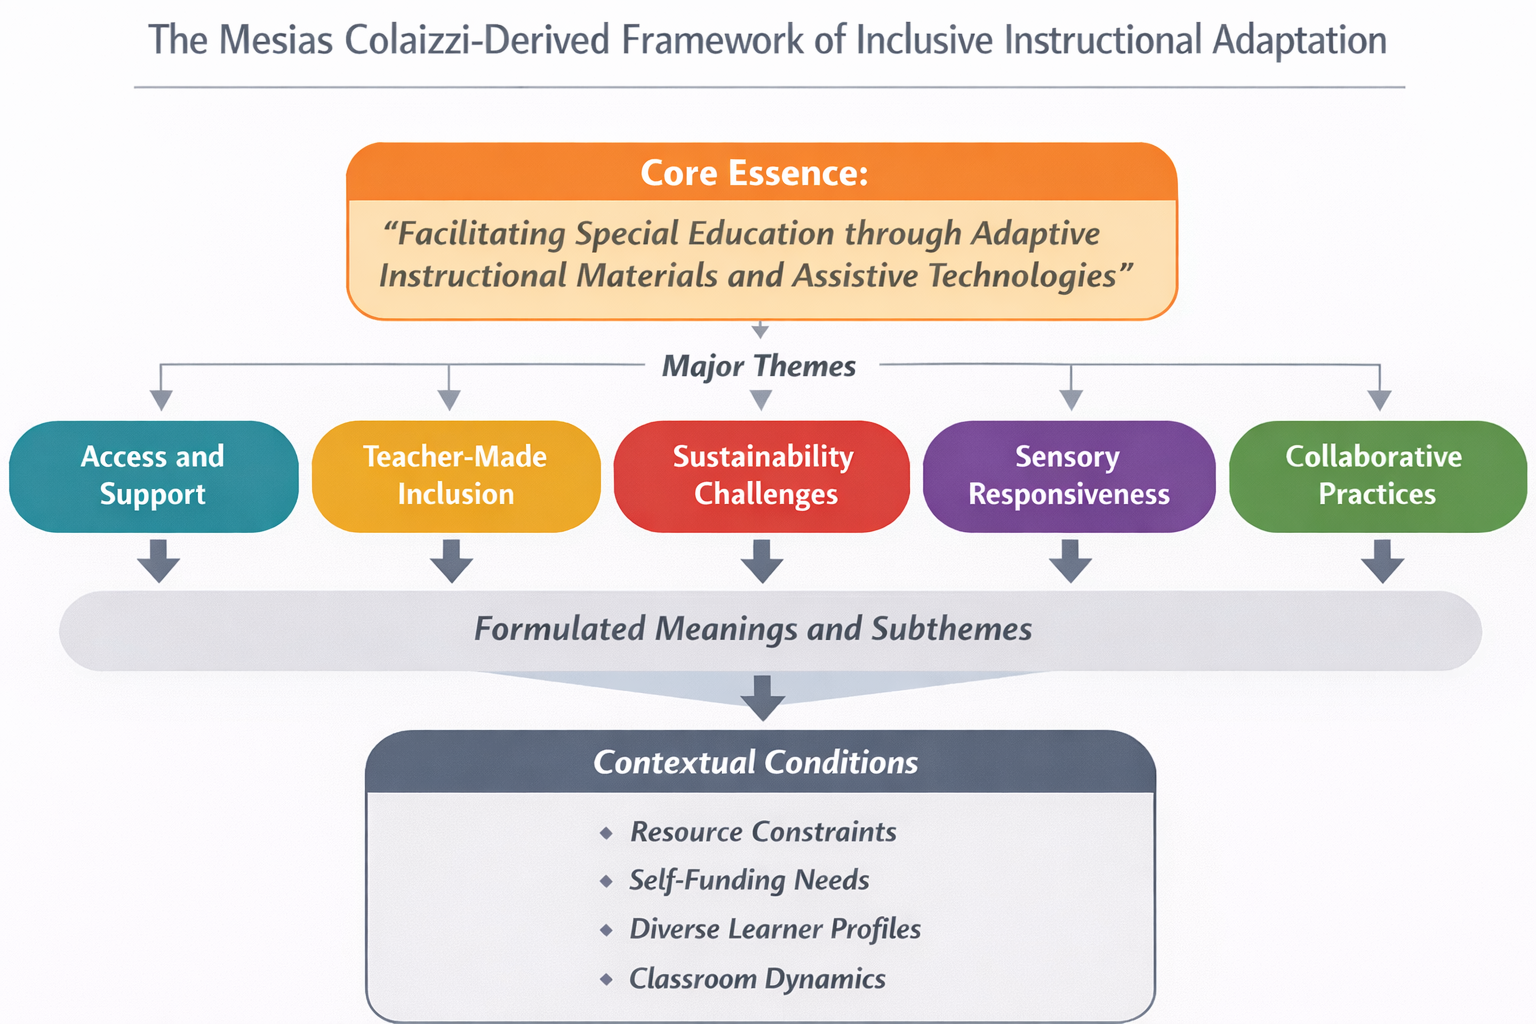 The Mesias Colaizzi-Derived Framework of Inclusive Instructional Adaptation
Core Essence:
“Facilitating Special Education through Adaptive
Instructional Materials and Assistive Technologies”
Major Themes
Access and
Support
Teacher-Made
Inclusion
Sustainability
Challenges
Sensory
Responsiveness
Collaborative
Practices
Formulated Meanings and Subthemes
Contextual Conditions
Resource Constraints
Self-Funding Needs
Diverse Learner Profiles
Classroom Dynamics